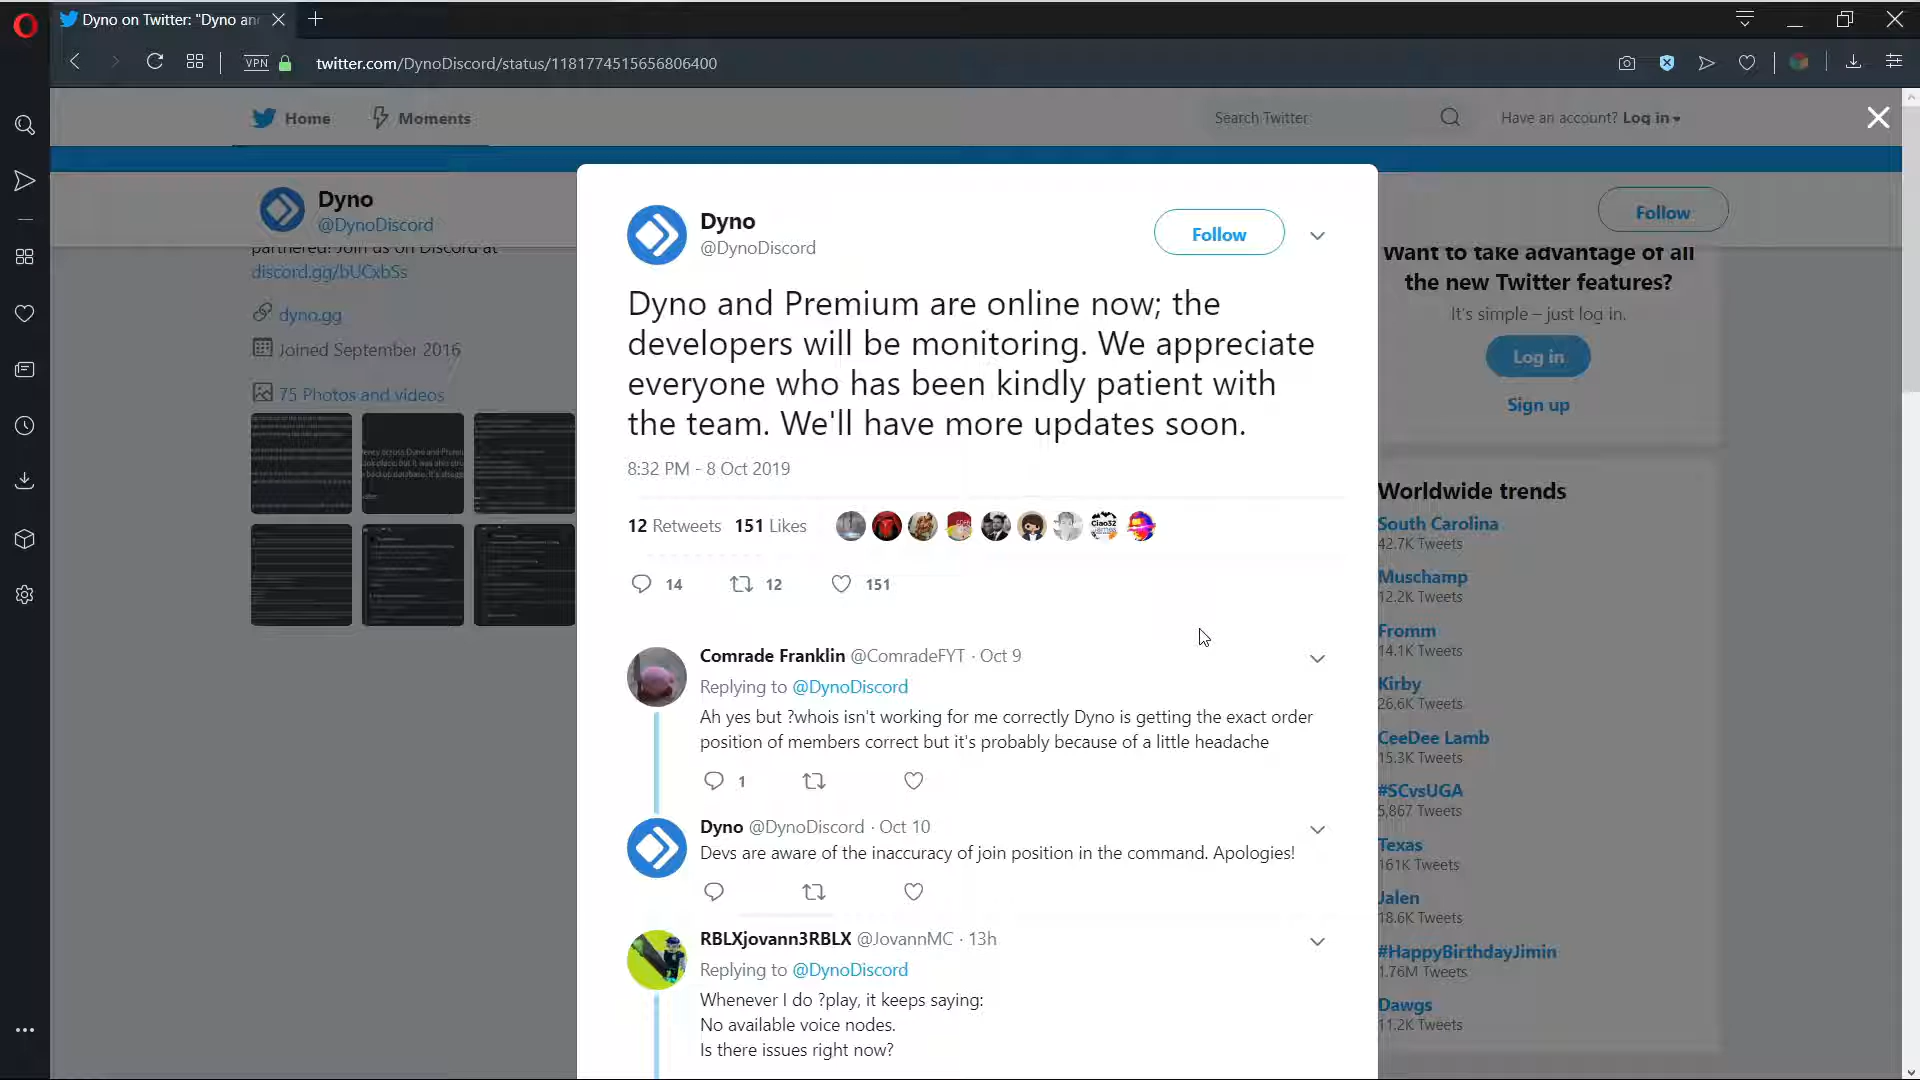 Dyno on Twitter: "Dyno an
VPN
twitter.com/DynoDiscord/status/1181774515656806400
Home
Moments
Search Twitter
Have an account? Log in
Dyno
@DynoDiscord
partnered! Join us on Discord at
discord.gg/bUCxbSs
dyno.gg
Joined September 2016
75 Photos and videos
Follow
Dyno
@DynoDiscord
Follow
Dyno and Premium are online now; the
developers will be monitoring. We appreciate
everyone who has been kindly patient with
the team. We'll have more updates soon.
8:32 PM - 8 Oct 2019
12 Retweets 151 Likes
14
12
151
Comrade Franklin @ComradeFYT · Oct 9
Replying to @DynoDiscord
Ah yes but ?whois isn't working for me correctly Dyno is getting the exact order
position of members correct but it's probably because of a little headache
1
Dyno @DynoDiscord · Oct 10
Devs are aware of the inaccuracy of join position in the command. Apologies!
RBLXjovann3RBLX @JovannMC · 13h
Replying to @DynoDiscord
Whenever I do ?play, it keeps saying:
No available voice nodes.
Is there issues right now?
Want to take advantage of all
the new Twitter features?
It's simple – just log in.
Log in
Sign up
Worldwide trends
South Carolina
42.7K Tweets
Muschamp
12.2K Tweets
Fromm
14.1K Tweets
Kirby
26.6K Tweets
CeeDee Lamb
15.3K Tweets
#SCvsUGA
5,867 Tweets
Texas
161K Tweets
Jalen
18.6K Tweets
#HappyBirthdayJimin
1.76M Tweets
Dawgs
11.2K Tweets